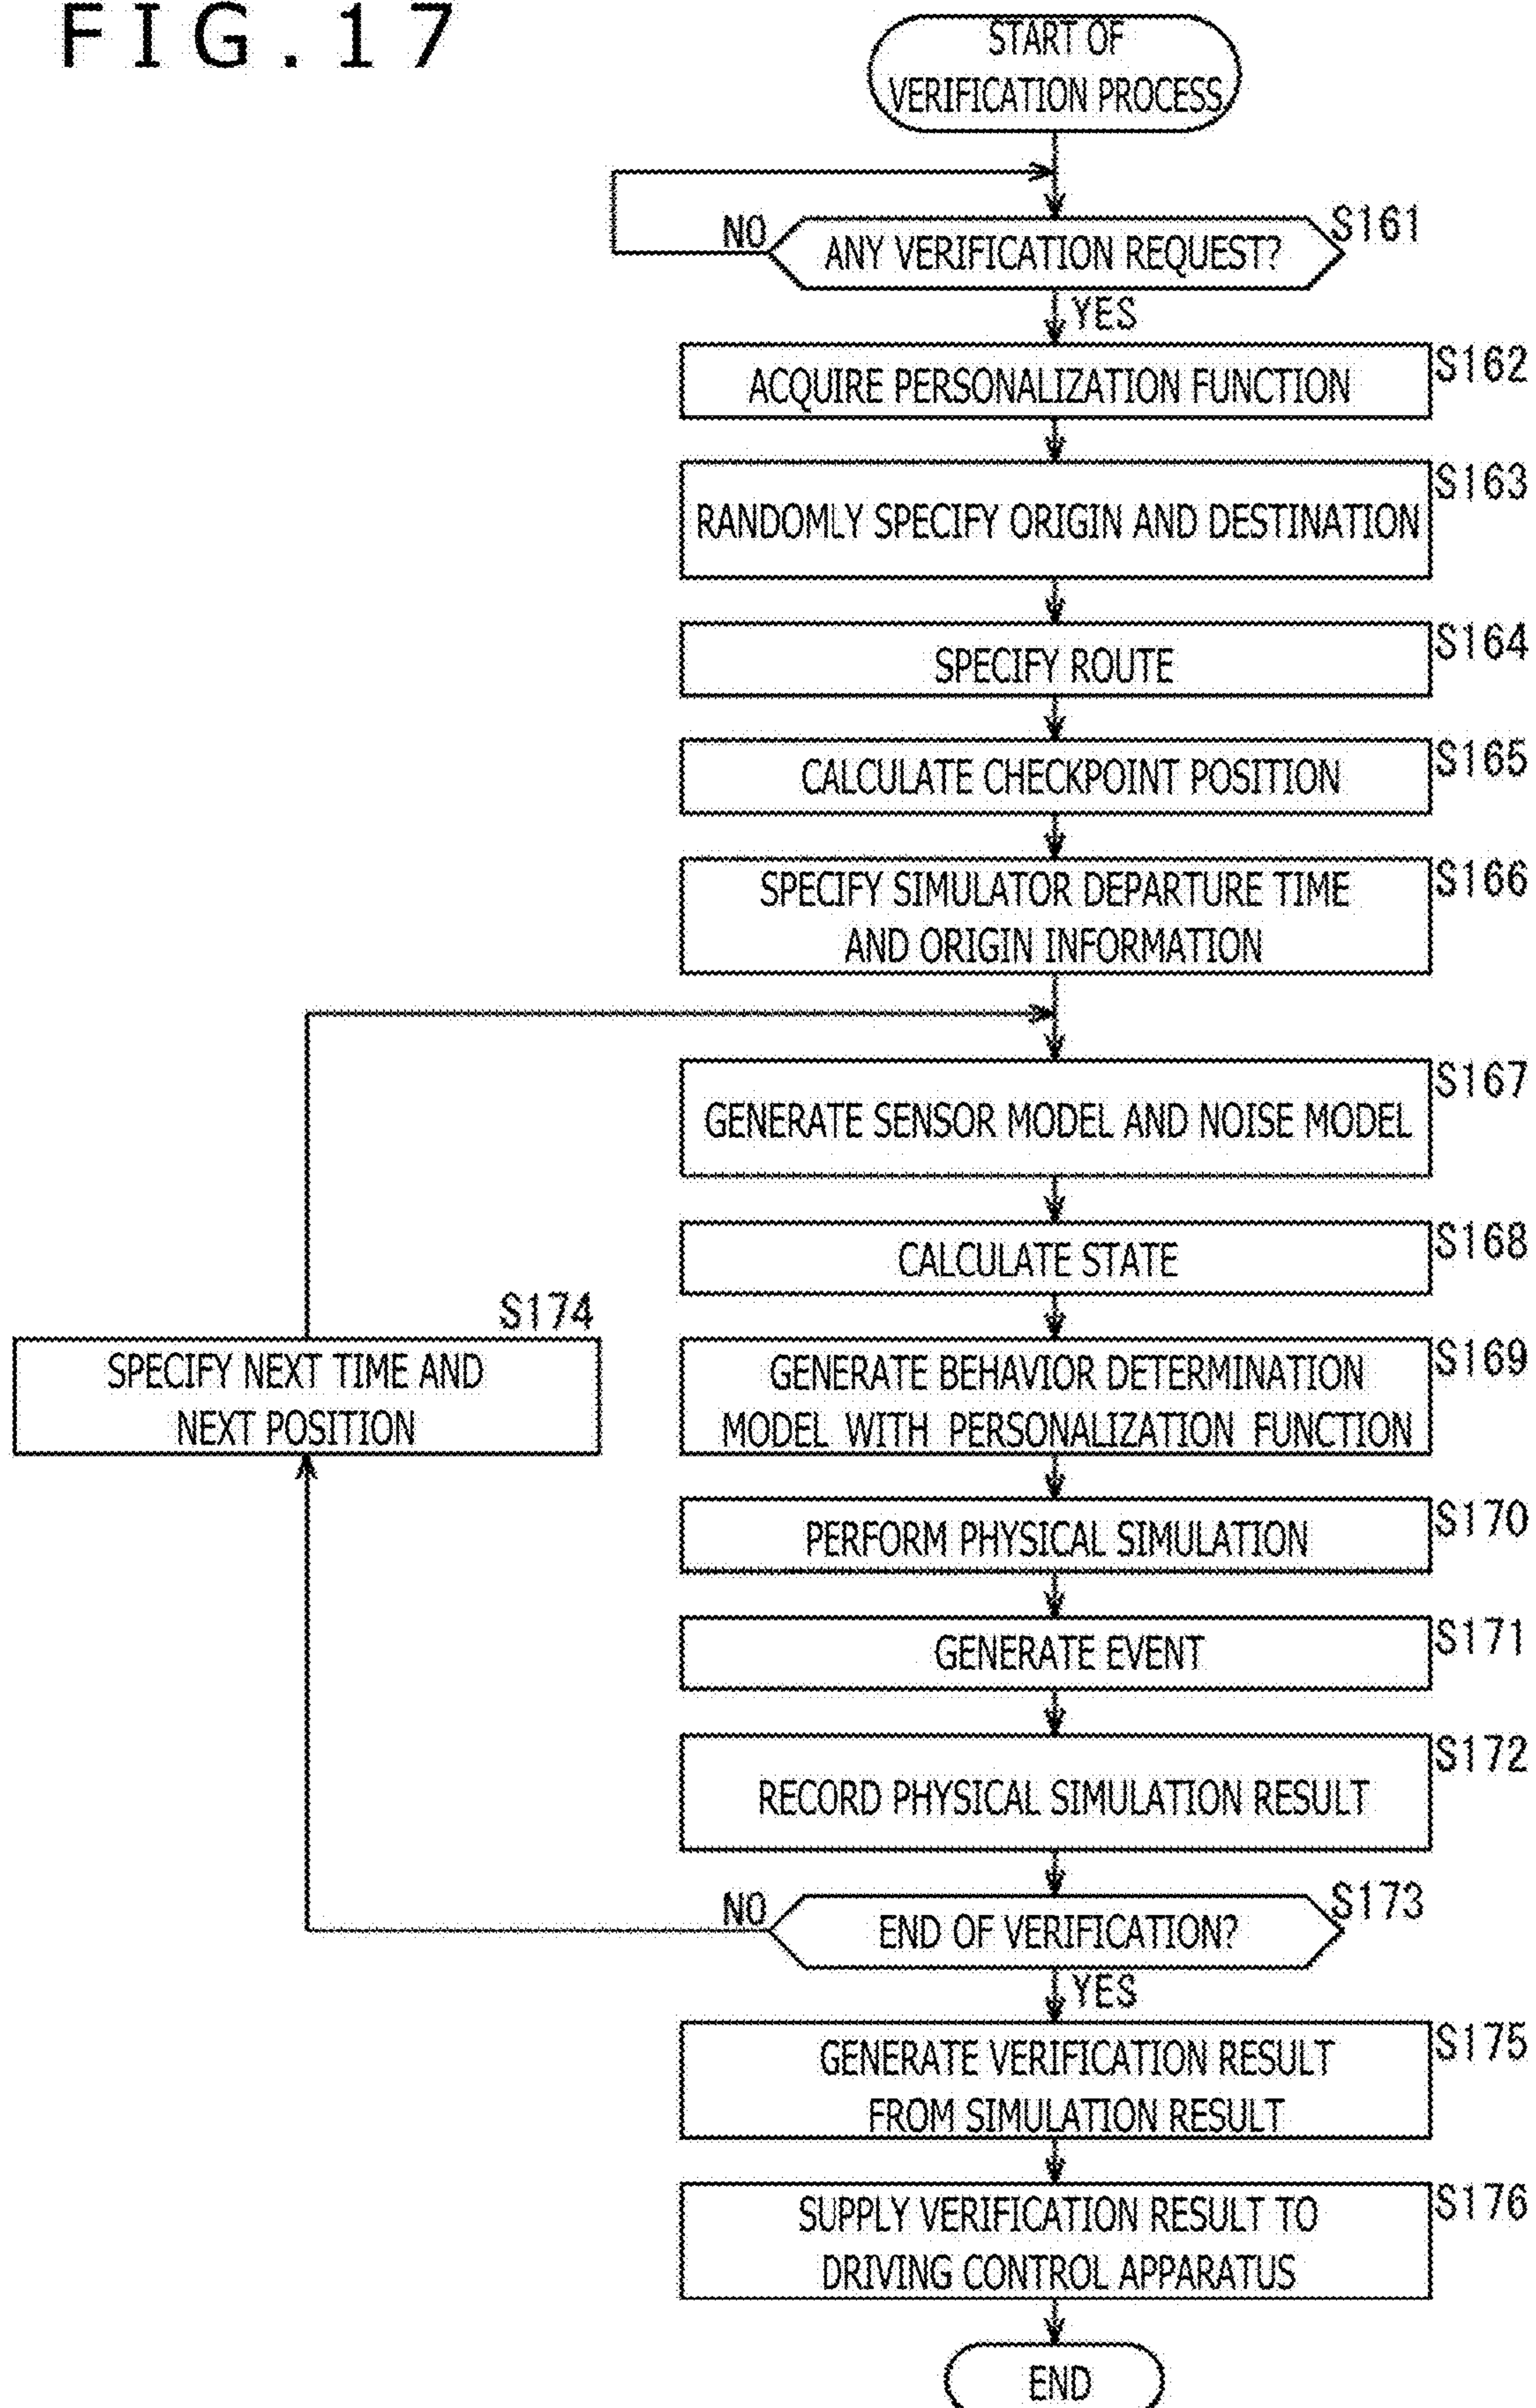 FIG.17
START OF
VERIFICATION PROCESS
NO
ANY VERIFICATION REQUEST?
S161
YES
ACQUIRE PERSONALIZATION FUNCTION
S162
RANDOMLY SPECIFY ORIGIN AND DESTINATION
S163
SPECIFY ROUTE
S164
CALCULATE CHECKPOINT POSITION
S165
SPECIFY SIMULATOR DEPARTURE TIME
AND ORIGIN INFORMATION
S166
GENERATE SENSOR MODEL AND NOISE MODEL
S167
CALCULATE STATE
S168
S174
SPECIFY NEXT TIME AND
NEXT POSITION
GENERATE BEHAVIOR DETERMINATION
MODEL WITH PERSONALIZATION FUNCTION
S169
PERFORM PHYSICAL SIMULATION
S170
GENERATE EVENT
S171
RECORD PHYSICAL SIMULATION RESULT
S172
NO
END OF VERIFICATION?
S173
YES
GENERATE VERIFICATION RESULT
FROM SIMULATION RESULT
S175
SUPPLY VERIFICATION RESULT TO
DRIVING CONTROL APPARATUS
S176
END